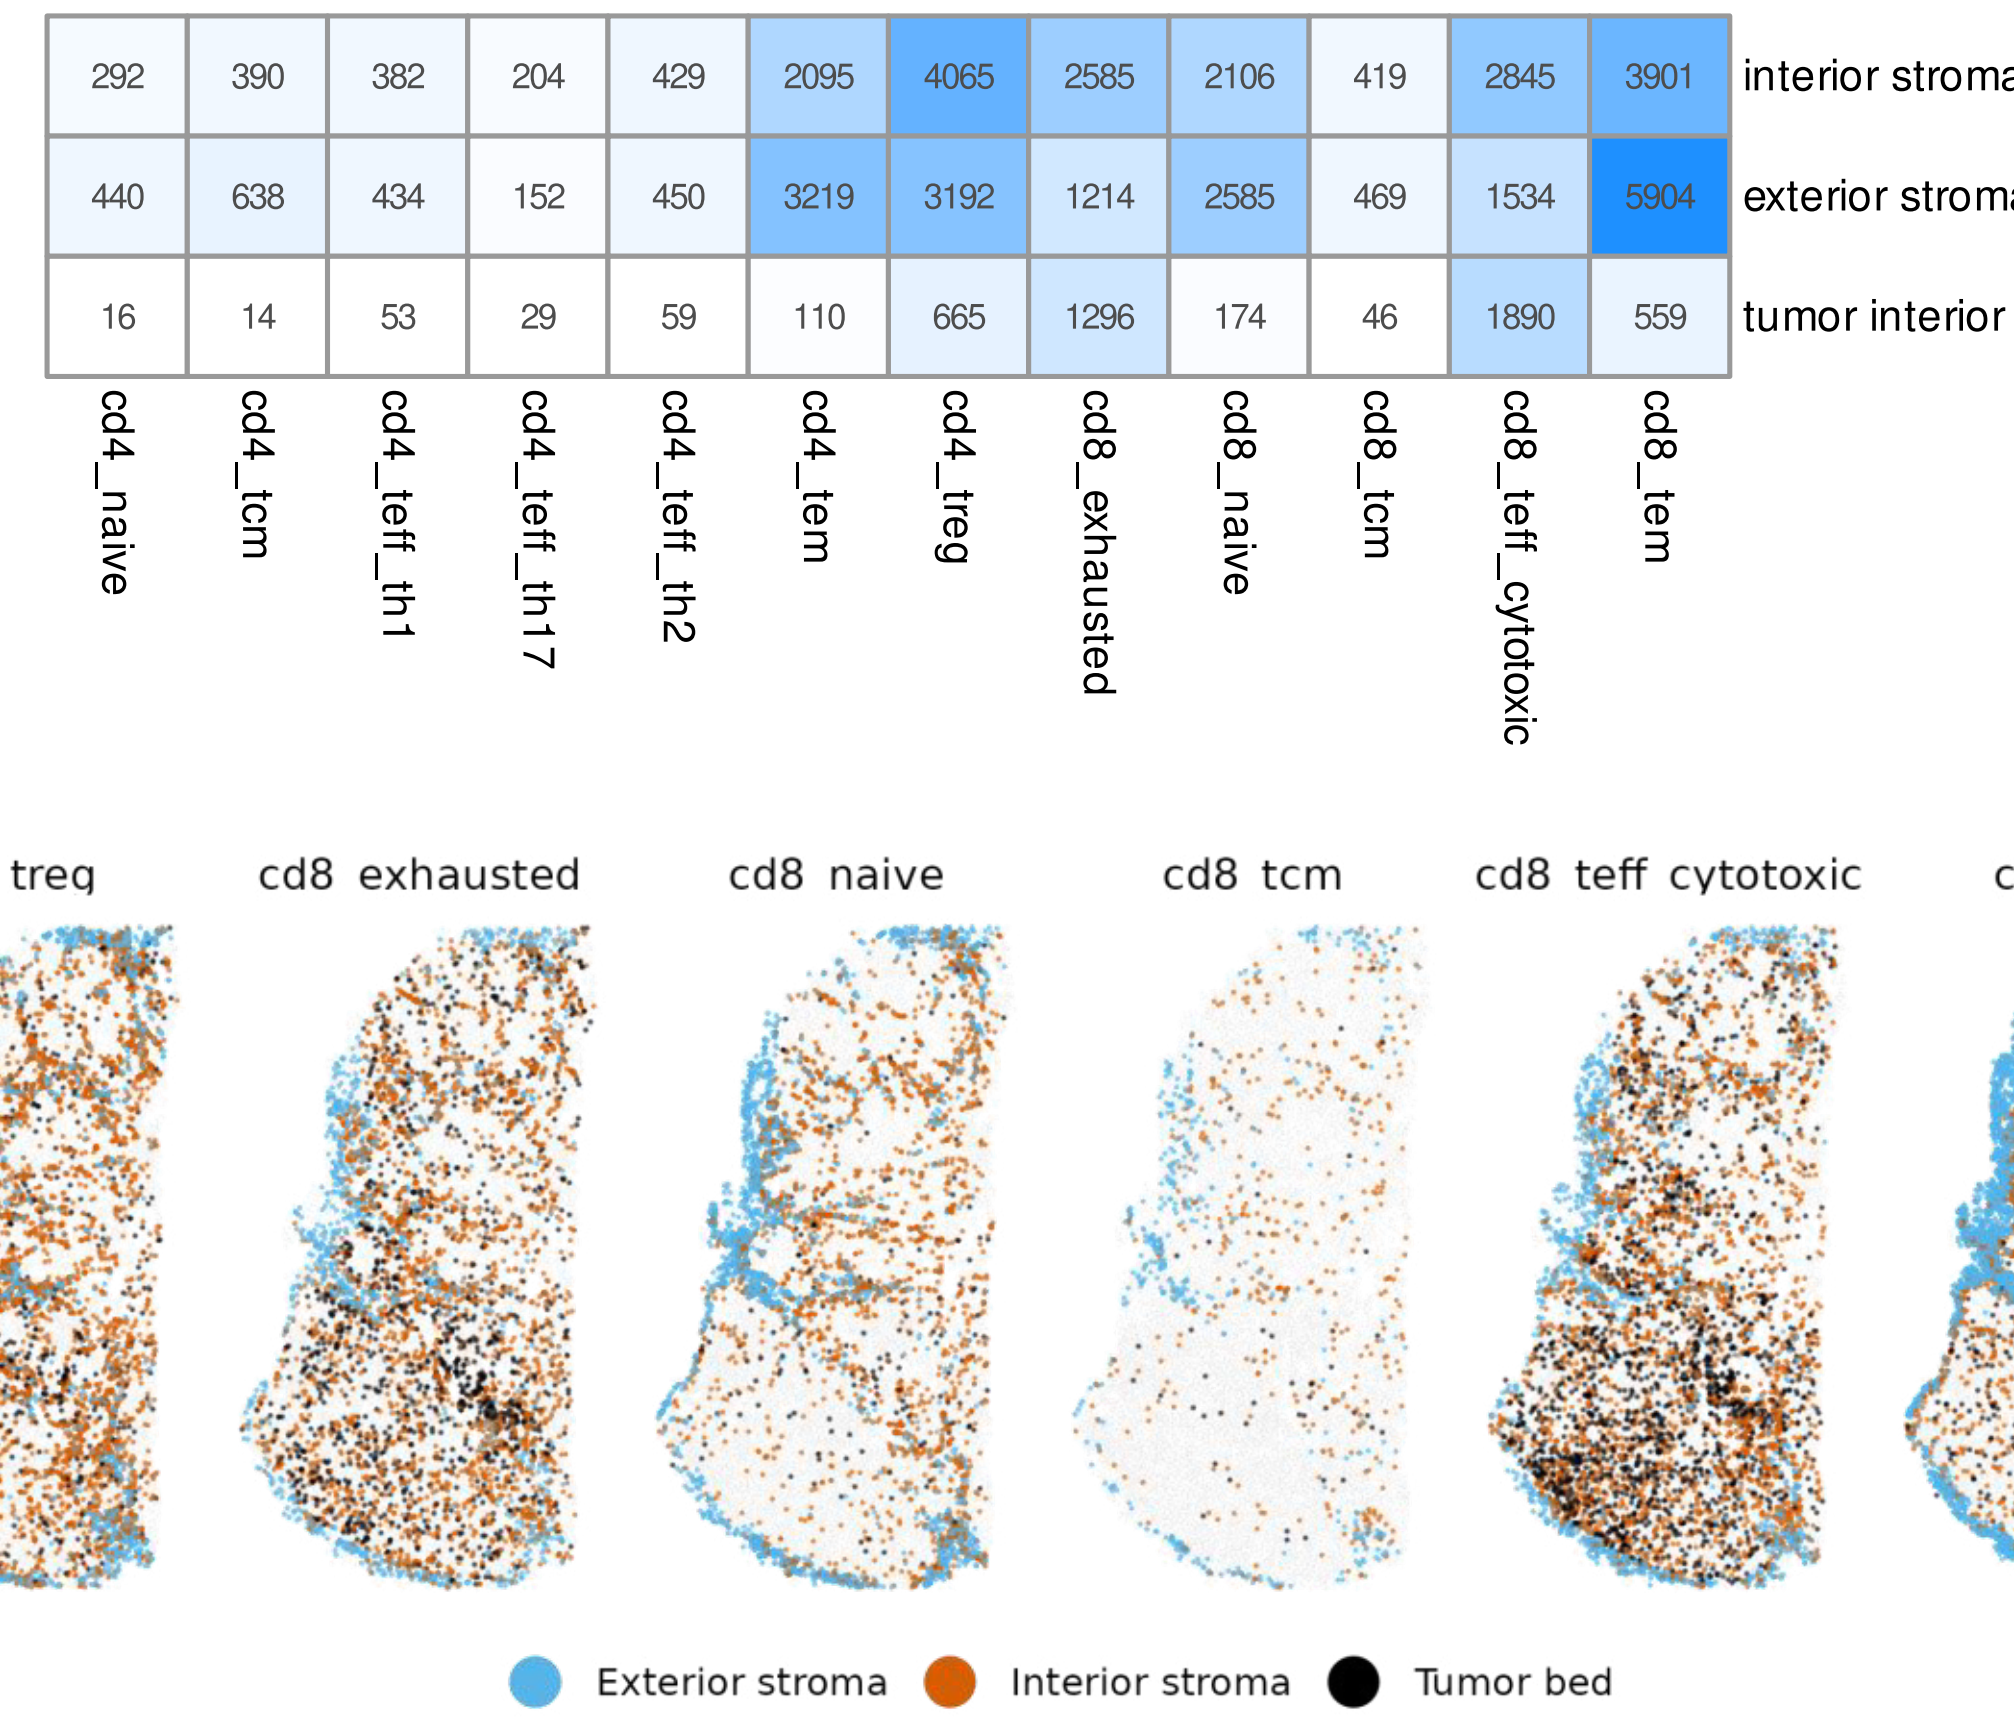 292 390 382 204 429 2095 4065 2585 2106 419 2845 3901 interior stroma
440 638 434 152 450 3219 3192 1214 2585 469 1534 5904 exterior stroma
16 14 53 29 59 110 665 1296 174 46 1890 559 tumor interior
cd4_naive
cd4_tcm
cd4_teff_th1
cd4_teff_th17
cd4_teff_th2
cd4_tem
cd4_treg
cd8_exhausted
cd8_naive
cd8_tcm
cd8_teff_cytotoxic
cd8_tem
treg cd8 exhausted cd8 naive cd8 tcm cd8 teff cytotoxic c
Exterior stroma Interior stroma Tumor bed